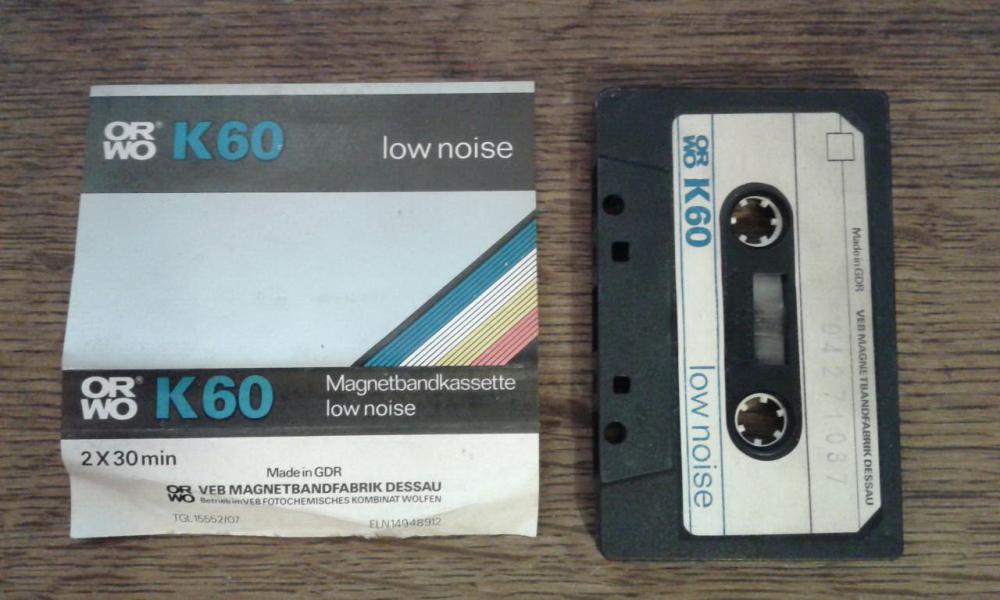 ORWO® K60 low noise
ORWO® K60 Magnetbandkassette
low noise
2 X 30 min
Made in GDR
ORWO VEB MAGNETBANDFABRIK DESSAU
Betrieb im VEB FOTOCHEMISCHES KOMBINAT WOLFEN
TGL 15552/07 ELN 14948912
ORWO K60 low noise
Made in GDR VEB MAGNETBANDFABRIK DESSAU